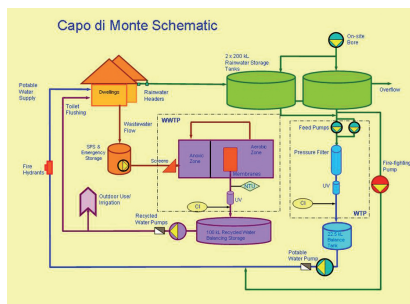 Capo di Monte Schematic
On-site
Bore
2 x 200 kL
Rainwater Storage
Tanks
Potable
Water
Supply
Dwellings
Rainwater
Headers
Overflow
Toilet
Flushing
Wastewater
Flow
WWTP
Feed Pumps
SPS &
Emergency
Storage
Anoxic
Zone
Aerobic
Zone
Pressure Filter
Screens
Membranes
Fire
Hydrants
Fire-fighting
Pump
NTU
UV
UV
Outdoor Use/
Irrigation
Cl
Cl
WTP
Recycled
Water Pumps
100 kL Recycled Water
Balancing Storage
22.5 kL
Tank
Potable
Water Pump